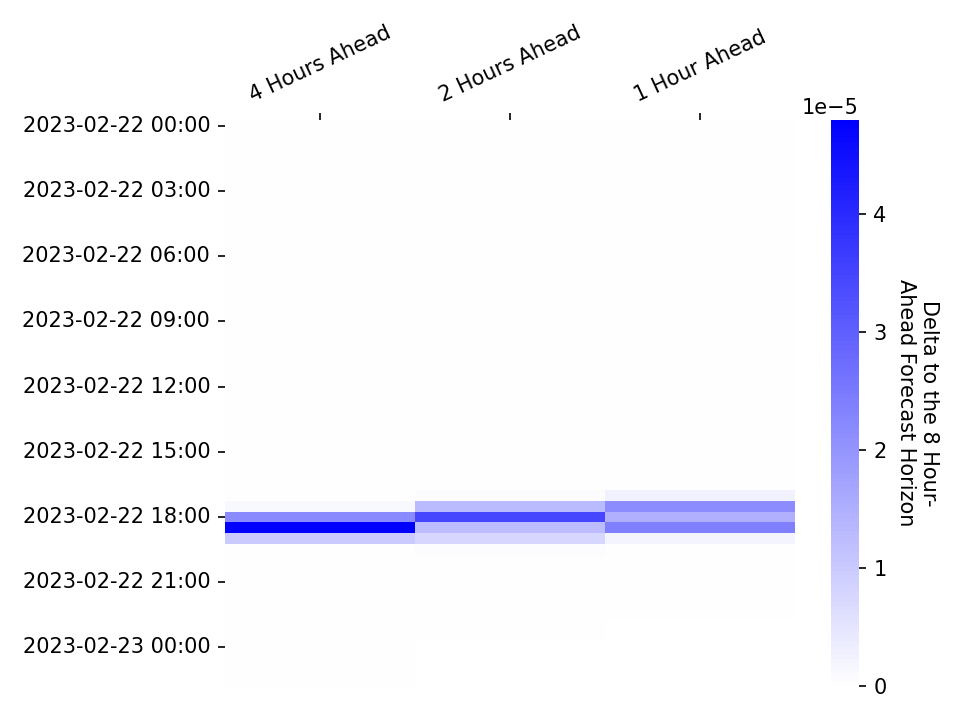 4 Hours Ahead
2 Hours Ahead
1 Hour Ahead
1e−5
2023-02-22 00:00
2023-02-22 03:00
2023-02-22 06:00
2023-02-22 09:00
2023-02-22 12:00
2023-02-22 15:00
2023-02-22 18:00
2023-02-22 21:00
2023-02-23 00:00
4
3
2
1
0
Delta to the 8 Hour-
Ahead Forecast Horizon